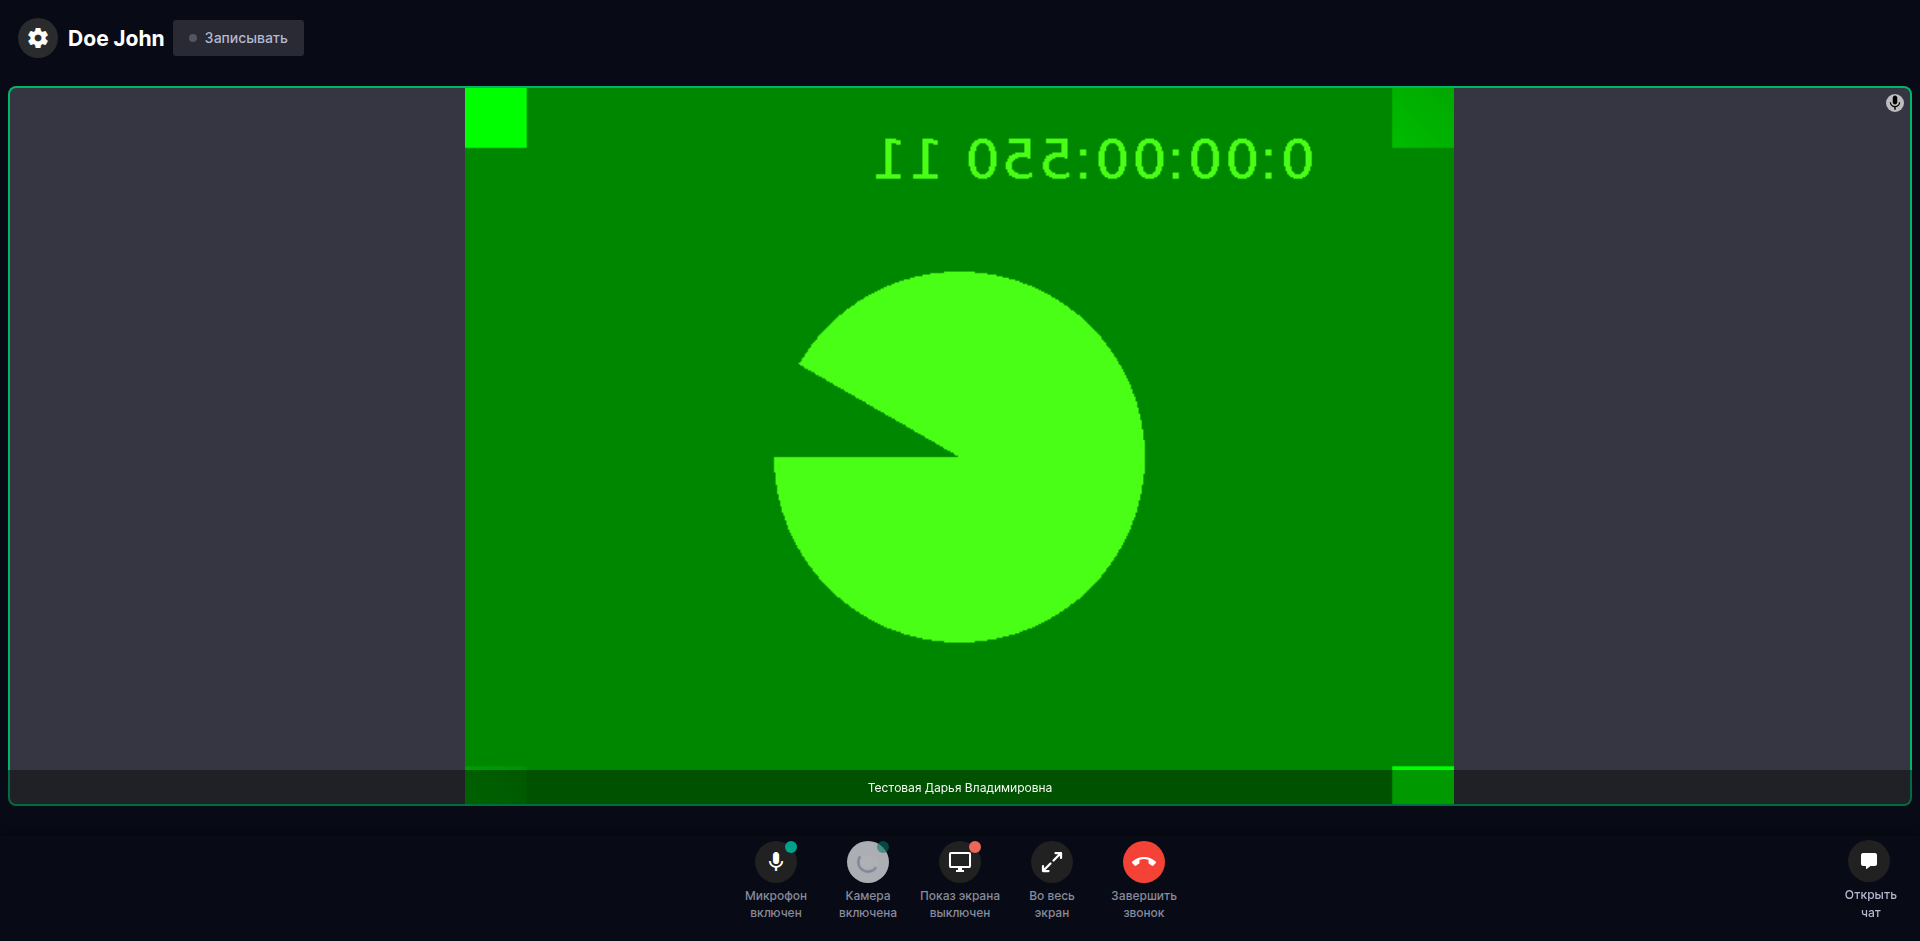 Doe John
Записывать
0:00:00:550 11
Тестовая Дарья Владимировна
Микрофон
включен
Камера
включена
Показ экрана
выключен
Во весь
экран
Завершить
звонок
Открыть
чат